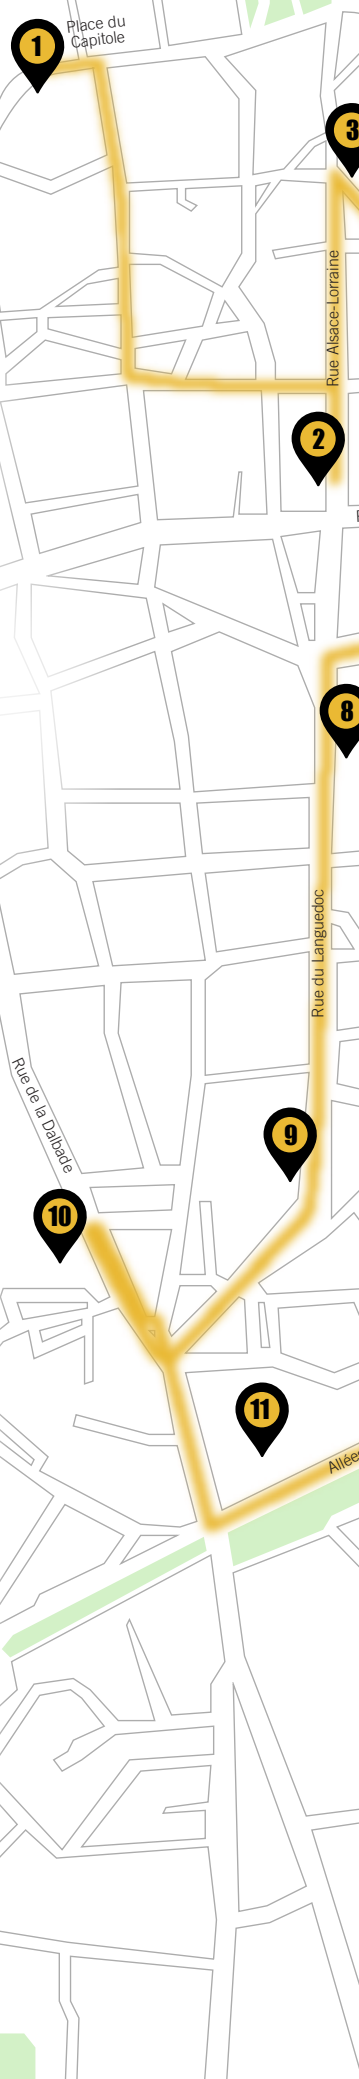 Place du
Capitole
1
3
Rue Alsace-Lorraine
2
8
Rue du Languedoc
Rue de la Dalbade
9
10
11
Allée